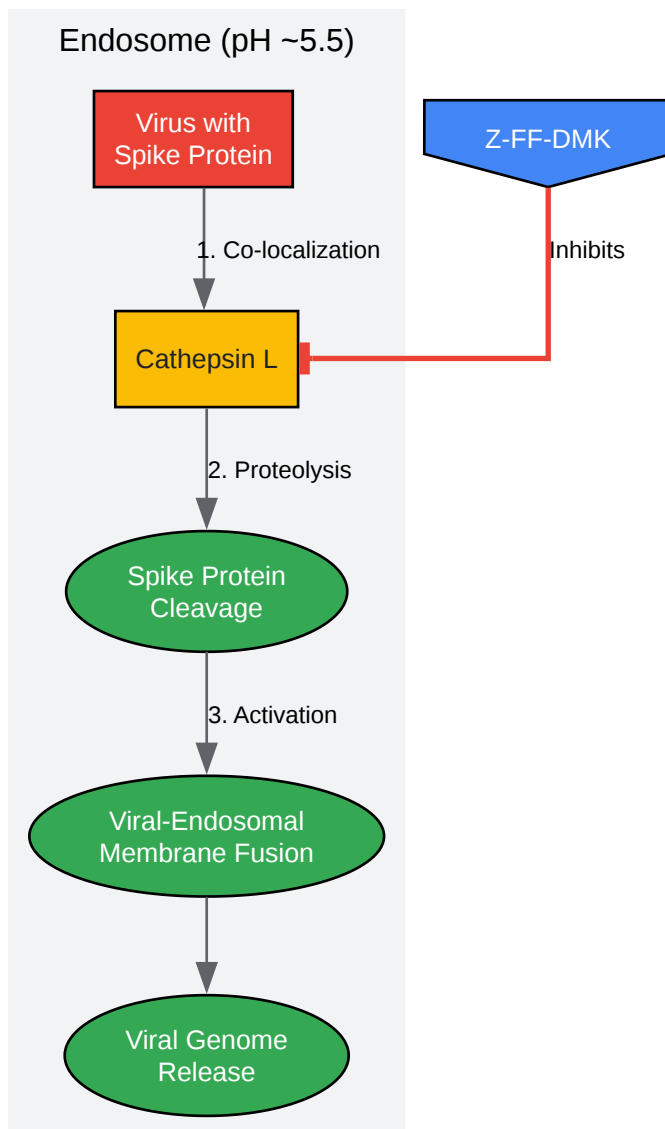 Endosome (pH ~5.5)
Virus with
Spike Protein
Z-FF-DMK
1. Co-localization
Inhibits
Cathepsin L
2. Proteolysis
Spike Protein
Cleavage
3. Activation
Viral-Endosomal
Membrane Fusion
Viral Genome
Release